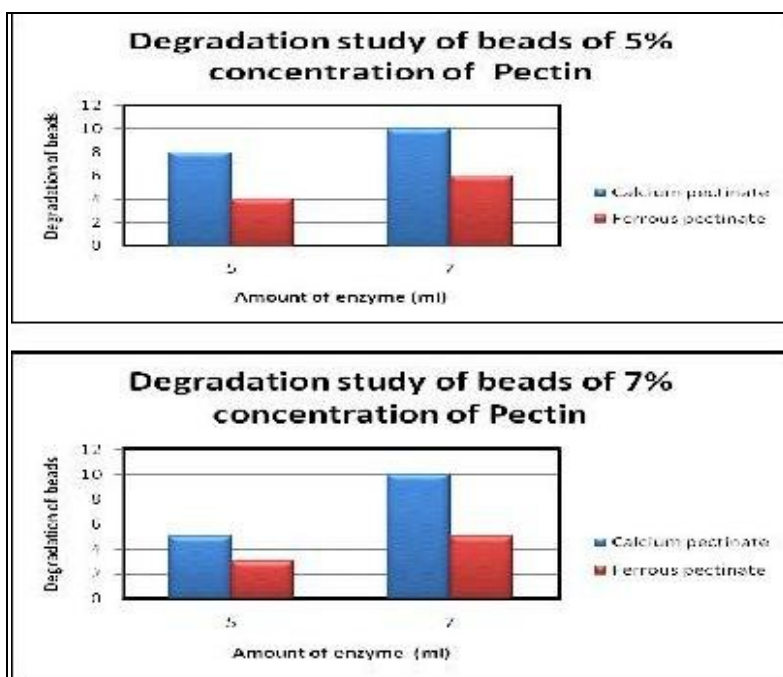 Degradation study of beads of 5%
concentration of Pectin
Degradation of beads
12
10
8
6
4
2
0
5
7
Amount of enzyme (ml)
Calcium pectinate
Ferrous pectinate
Degradation study of beads of 7%
concentration of Pectin
Degradation of beads
12
10
8
6
4
2
0
5
7
Amount of enzyme (ml)
Calcium pectinate
Ferrous pectinate